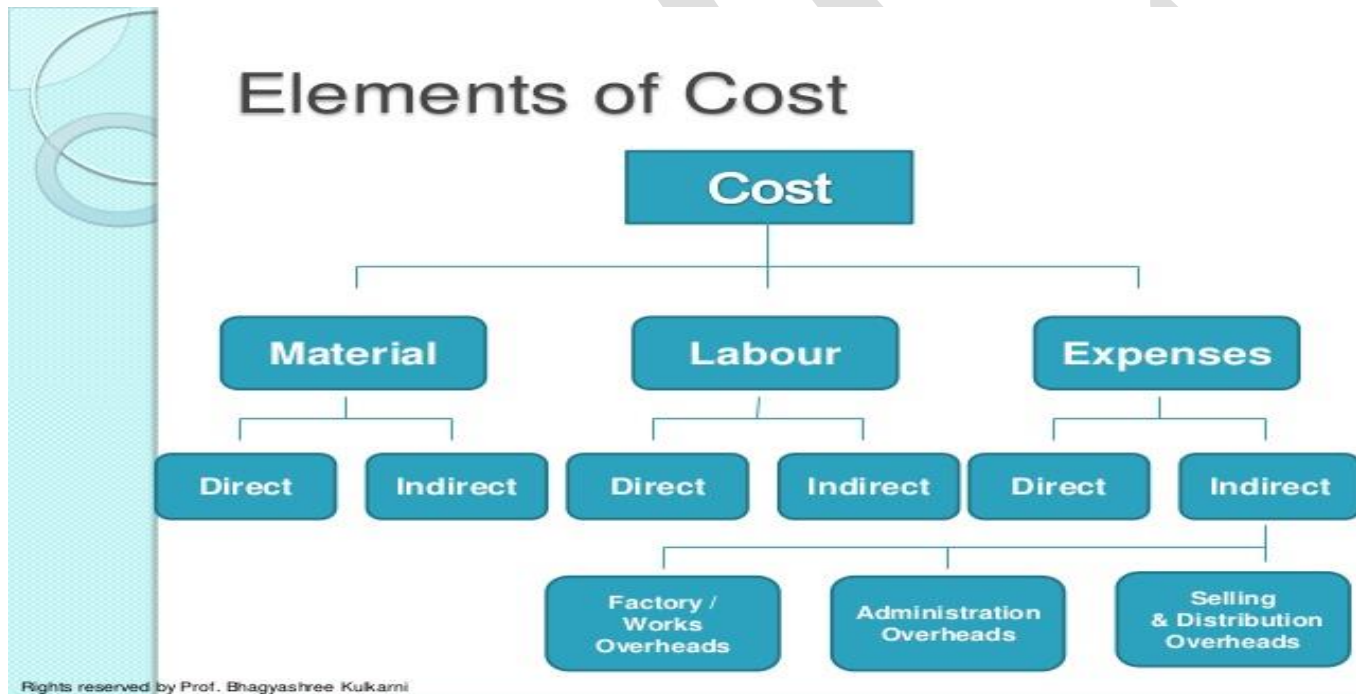 Elements of Cost
Cost
Material
Labour
Expenses
Direct
Indirect
Direct
Indirect
Direct
Indirect
Factory /
Works
Overheads
Administration
Overheads
Selling
& Distribution
Overheads
Rights reserved by Prof. Bhagyashree Kulkarni